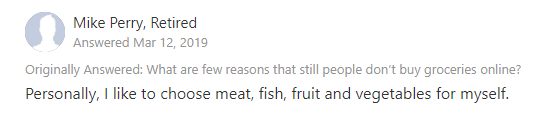 Mike Perry, Retired
Answered Mar 12, 2019
Originally Answered: What are few reasons that still people don’t buy groceries online?
Personally, I like to choose meat, fish, fruit and vegetables for myself.